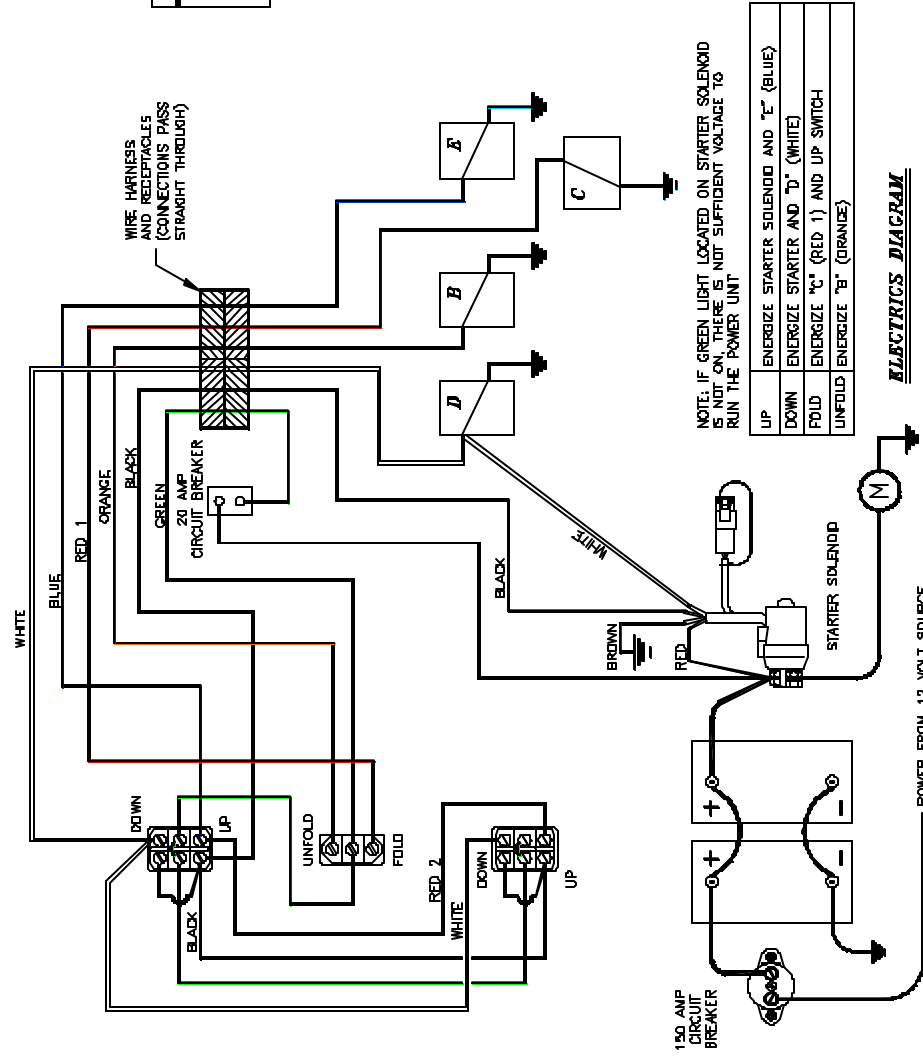 WIRE HARNESS
AND RECEPTACLES
(CONNECTIONS PASS
STRAKIHT THROUKIH)
WHITE
BLUE
RED 1
ORANGE
BLACK
GREEN
20 AMP
CIRCUIT BREAKER
E
C
B
D
WHITE
BLACK
BROWN
RED
STARTER SOLENOID
M
DOWN
UP
BLACK
UNFOLD
FOLD
RED 2
WHITE
DOWN
UP
+
-
+
-
150 AMP
CIRCUIT
BREAKER
POWER FROM 12 VOLT SOURCE
NOTE: IF GREEN LIGHT LOCATED ON STARTER SOLENOID
IS NOT ON, THERE IS NOT SUFFICIENT VOLTAGE TO
RUN THE POWER UNIT
UP ENERGIZE STARTER SOLENOID AND "E" (BLUE)
DOWN ENERGIZE STARTER AND "D" (WHITE)
FOLD ENERGIZE "C" (RED 1) AND UP SWITCH
UNFOLD ENERGIZE "B" (ORANGE)
ELECTRICS DIAGRAM